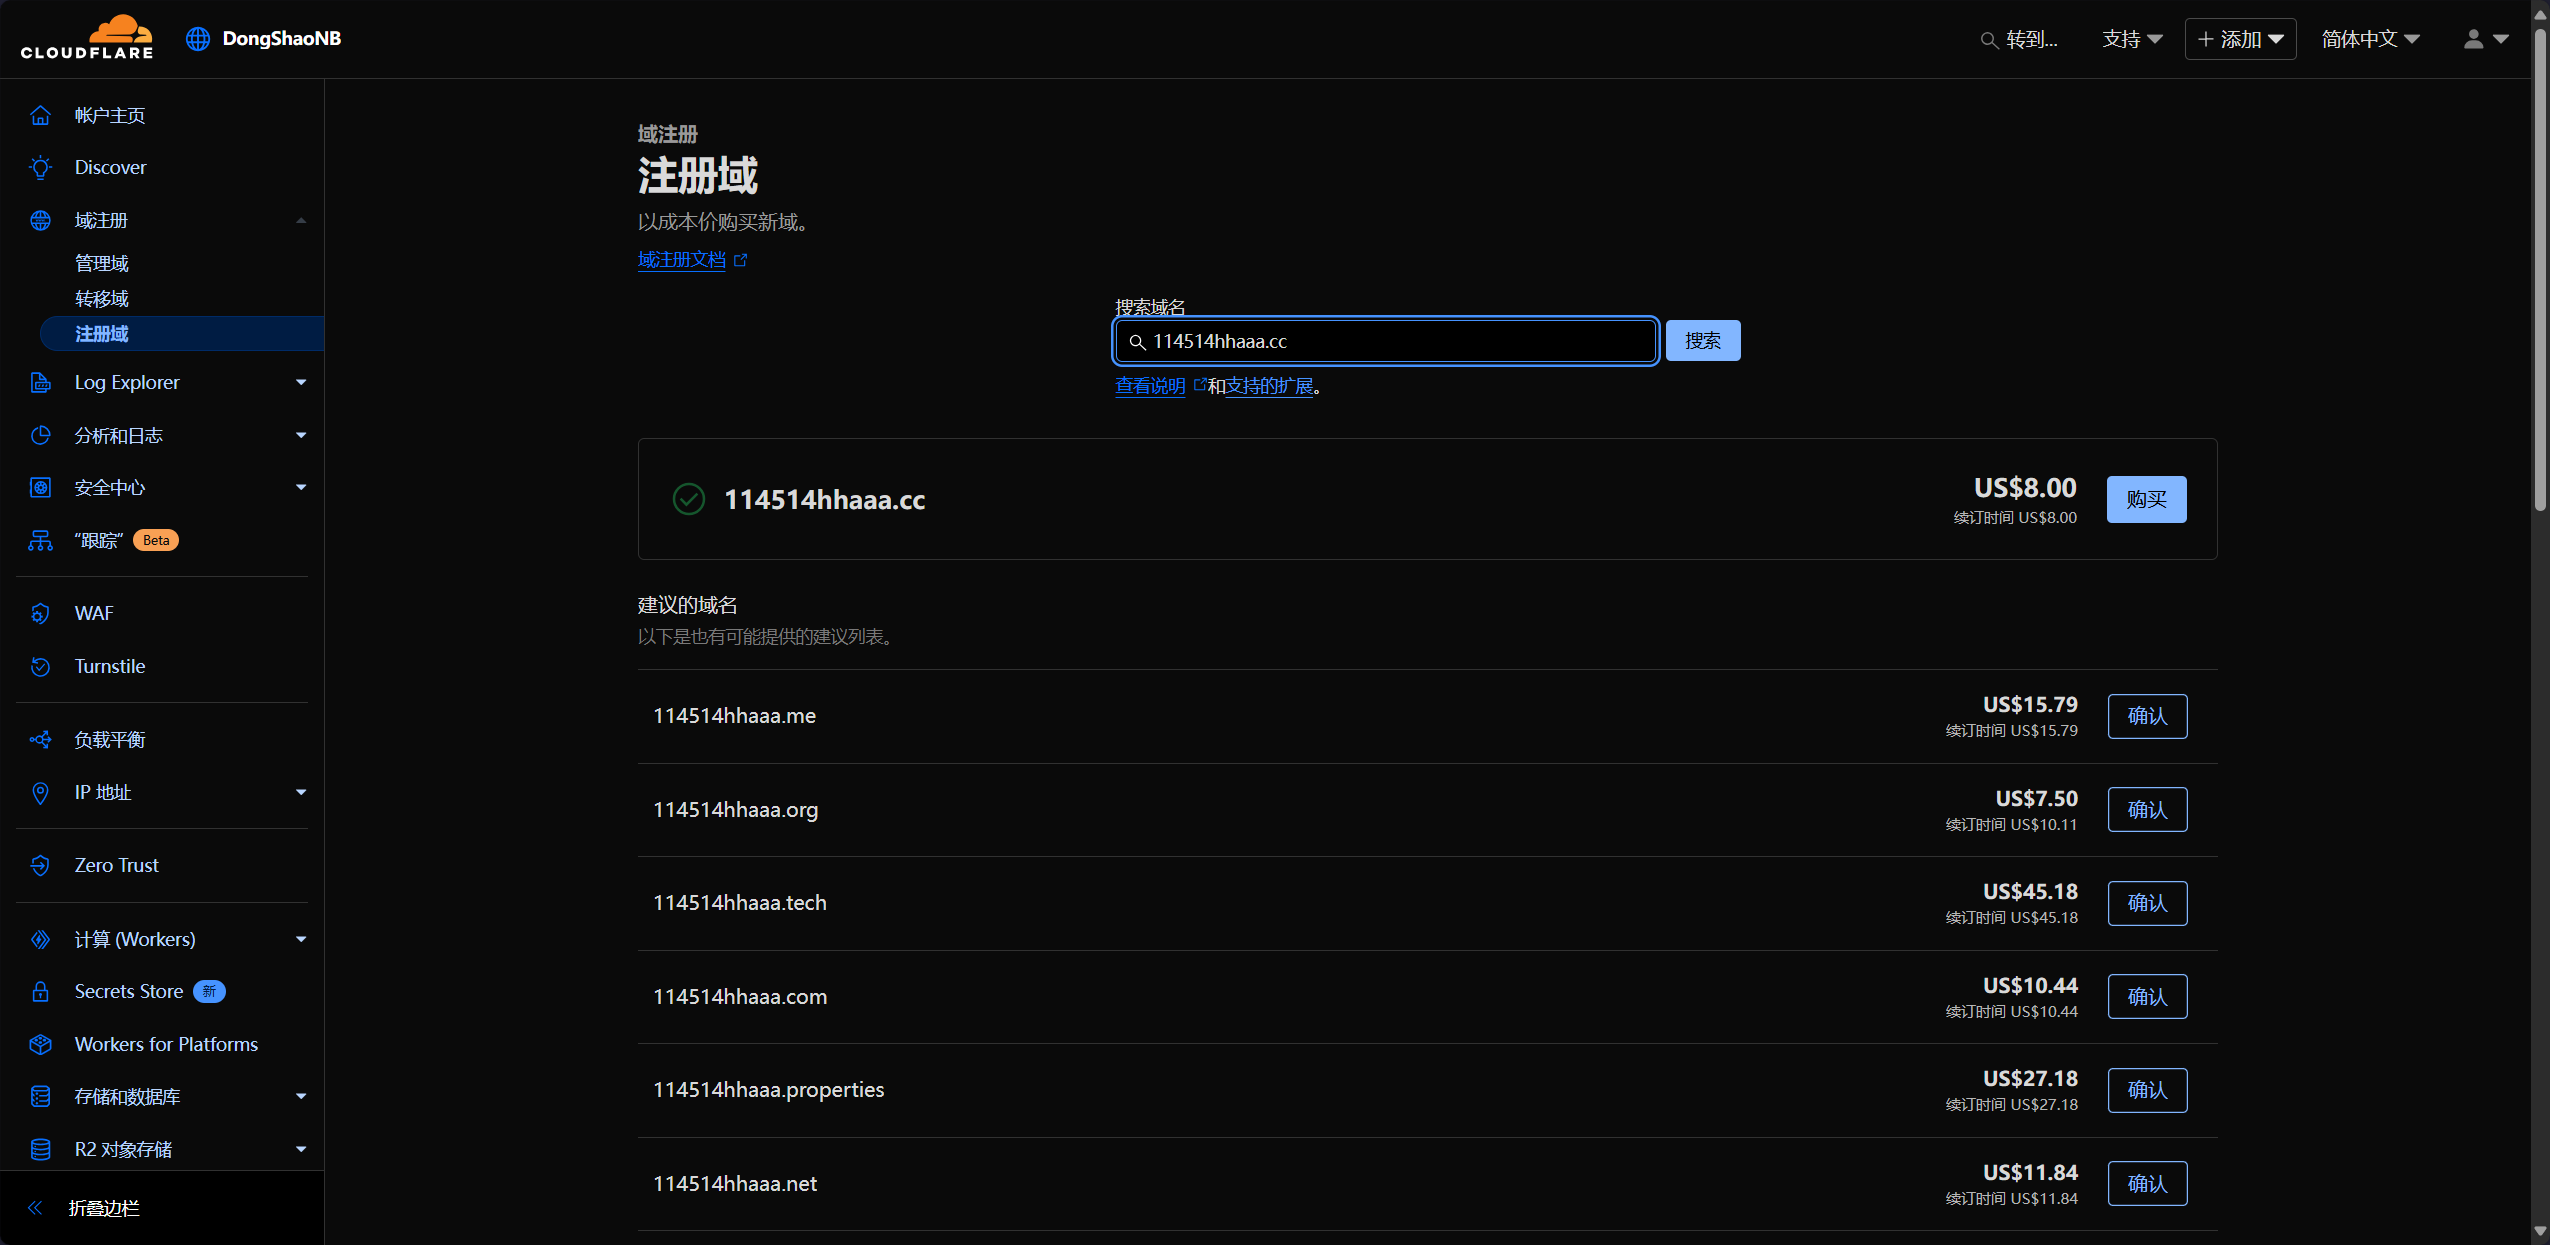 CLOUDFLARE
DongShaoNB
转到...
支持
添加
简体中文
帐户主页
Discover
域注册
管理域
转移域
注册域
Log Explorer
分析和日志
安全中心
“跟踪” Beta
WAF
Turnstile
负载平衡
IP 地址
Zero Trust
计算 (Workers)
Secrets Store 新
Workers for Platforms
存储和数据库
R2 对象存储
折叠边栏
域注册
注册域
以成本价购买新域。
域注册文档
搜索域名
114514hhaaa.cc
搜索
查看说明 和支持的扩展。
114514hhaaa.cc
US$8.00
续订时间 US$8.00
购买
建议的域名
以下是也有可能提供的建议列表。
114514hhaaa.me
US$15.79
续订时间 US$15.79
确认
114514hhaaa.org
US$7.50
续订时间 US$10.11
确认
114514hhaaa.tech
US$45.18
续订时间 US$45.18
确认
114514hhaaa.com
US$10.44
续订时间 US$10.44
确认
114514hhaaa.properties
US$27.18
续订时间 US$27.18
确认
114514hhaaa.net
US$11.84
续订时间 US$11.84
确认